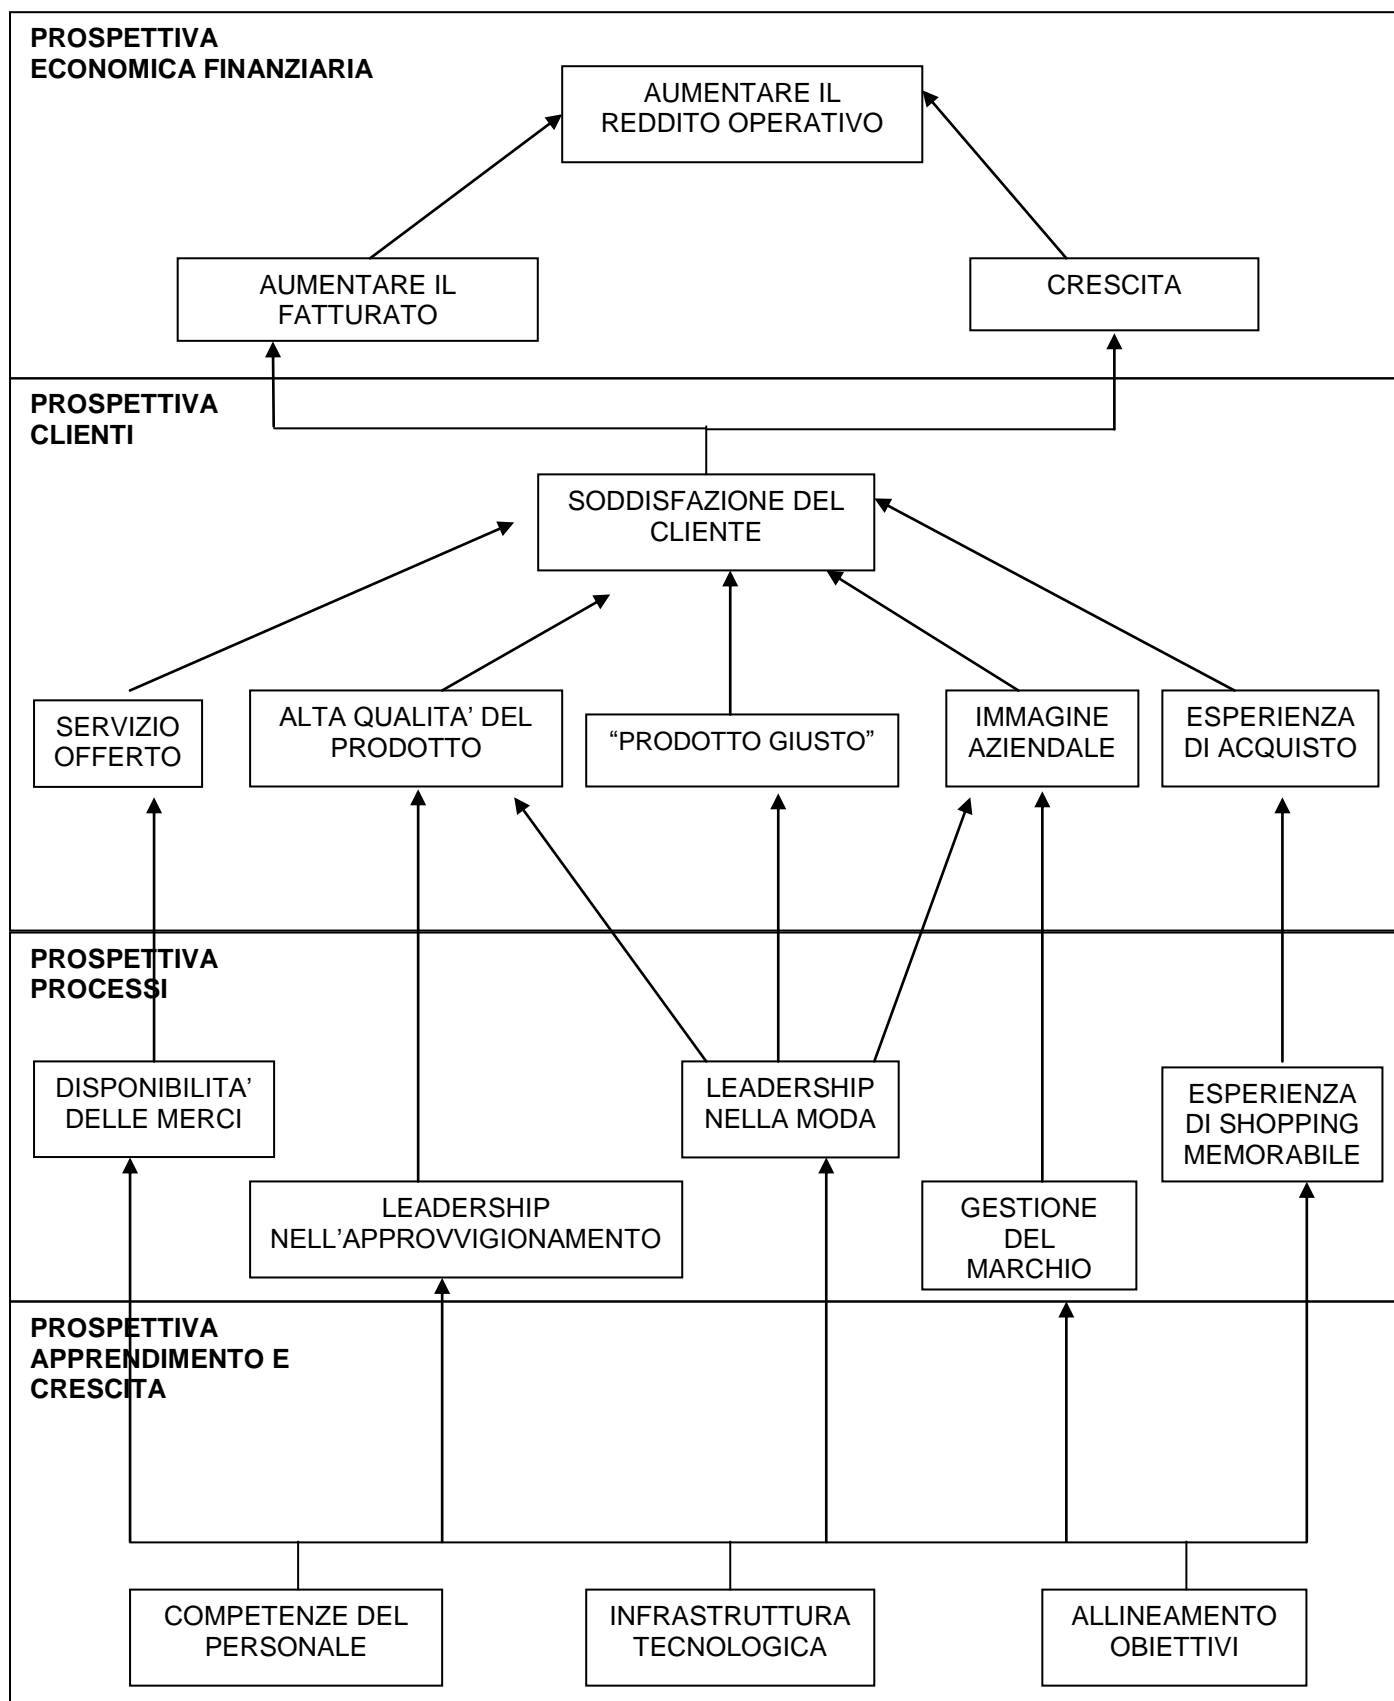 PROSPETTIVA
ECONOMICA FINANZIARIA
AUMENTARE IL
REDDITO OPERATIVO
AUMENTARE IL
FATTURATO
CRESCITA
PROSPETTIVA
CLIENTI
SODDISFAZIONE DEL
CLIENTE
SERVIZIO
OFFERTO
ALTA QUALITA’ DEL
PRODOTTO
“PRODOTTO GIUSTO”
IMMAGINE
AZIENDALE
ESPERIENZA
DI ACQUISTO
PROSPETTIVA
PROCESSI
DISPONIBILITA’
DELLE MERCI
LEADERSHIP
NELL’APPROVVIGIONAMENTO
LEADERSHIP
NELLA MODA
GESTIONE
DEL
MARCHIO
ESPERIENZA
DI SHOPPING
MEMORABILE
PROSPETTIVA
APPRENDIMENTO E
CRESCITA
COMPETENZE DEL
PERSONALE
INFRASTRUTTURA
TECNOLOGICA
ALLINEAMENTO
OBIETTIVI